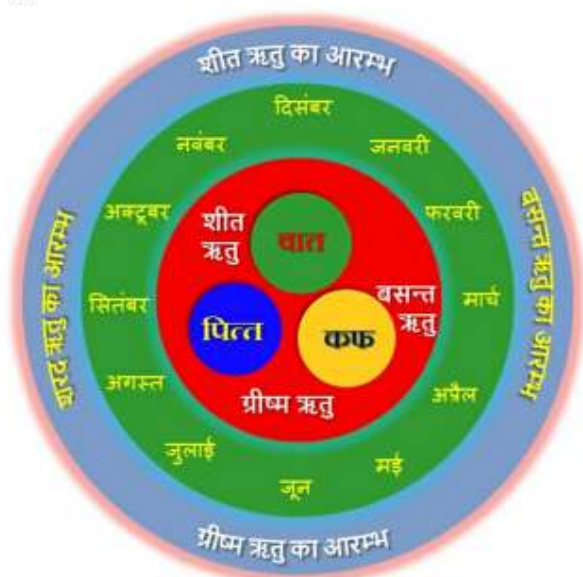 शीत ऋतु का आरम्भ
दिसंबर
नवंबर
जनवरी
अक्टूबर
फरवरी
शीत
ऋतु
वात
शरद ऋतु का आरम्भ
बसन्त ऋतु का आरम्भ
सितंबर
मार्च
बसन्त
ऋतु
पित्त
कफ
अगस्त
अप्रैल
ग्रीष्म ऋतु
जुलाई
मई
जून
ग्रीष्म ऋतु का आरम्भ